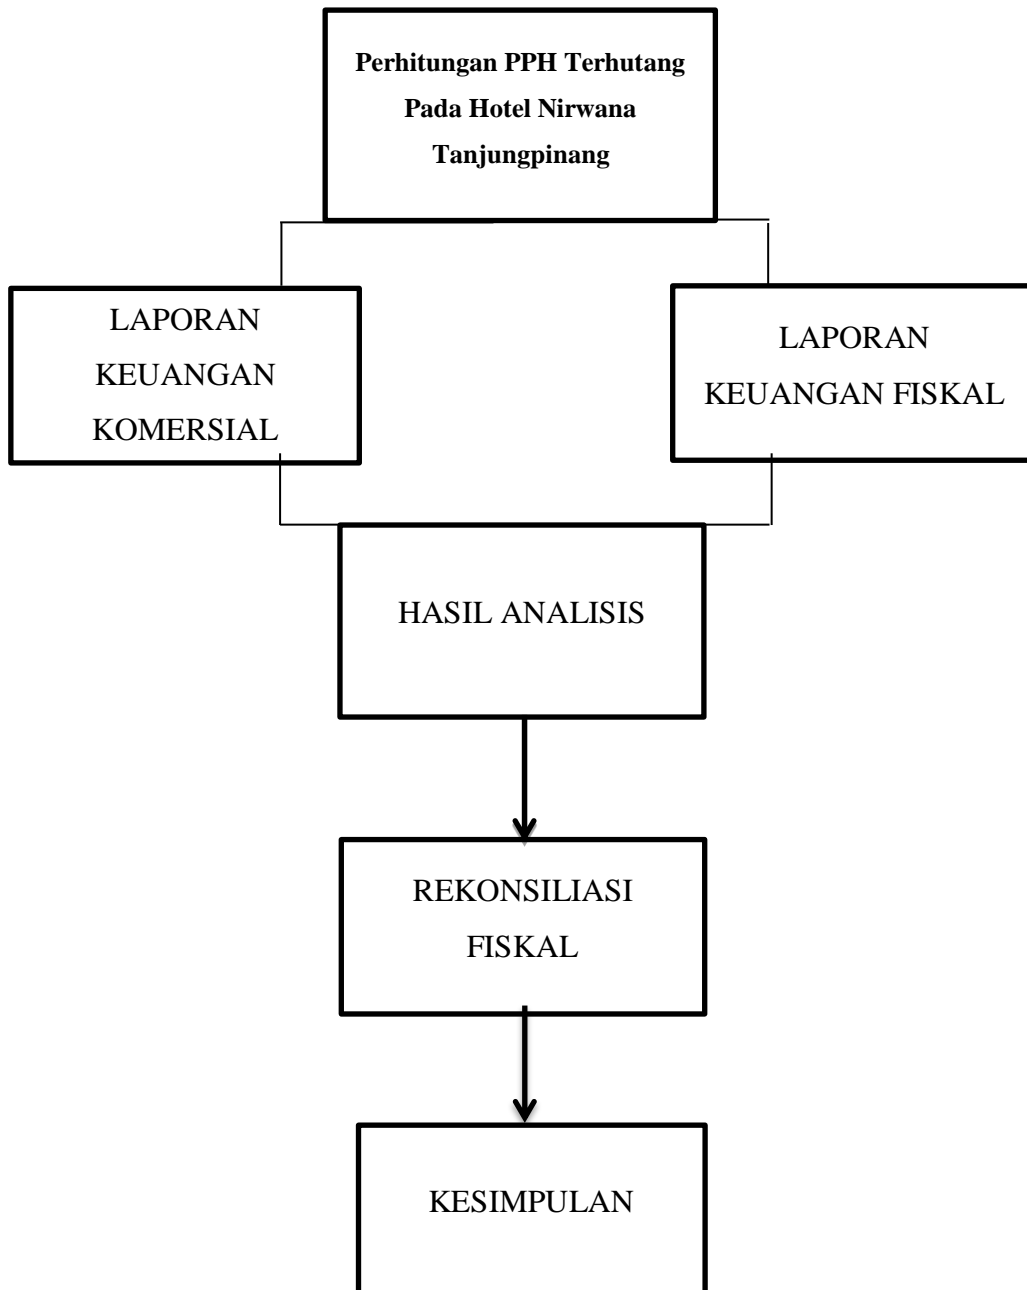 Perhitungan PPH Terhutang
Pada Hotel Nirwana
Tanjungpinang
LAPORAN
KEUANGAN
KOMERSIAL
LAPORAN
KEUANGAN FISKAL
HASIL ANALISIS
REKONSILIASI
FISKAL
KESIMPULAN